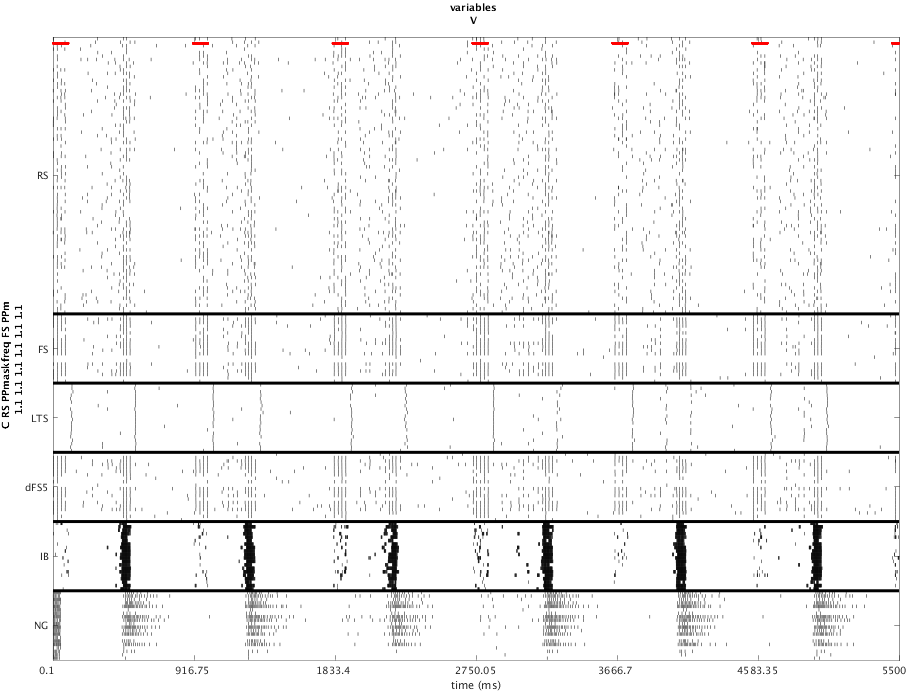 variables
V
C RS PPmaskfreq FS PPm
1.1 1.1 1.1 1.1 1.1
RS
FS
LTS
dFS5
IB
NG
0.1 916.75 1833.4 2750.05 3666.7 4583.35 5500
time (ms)